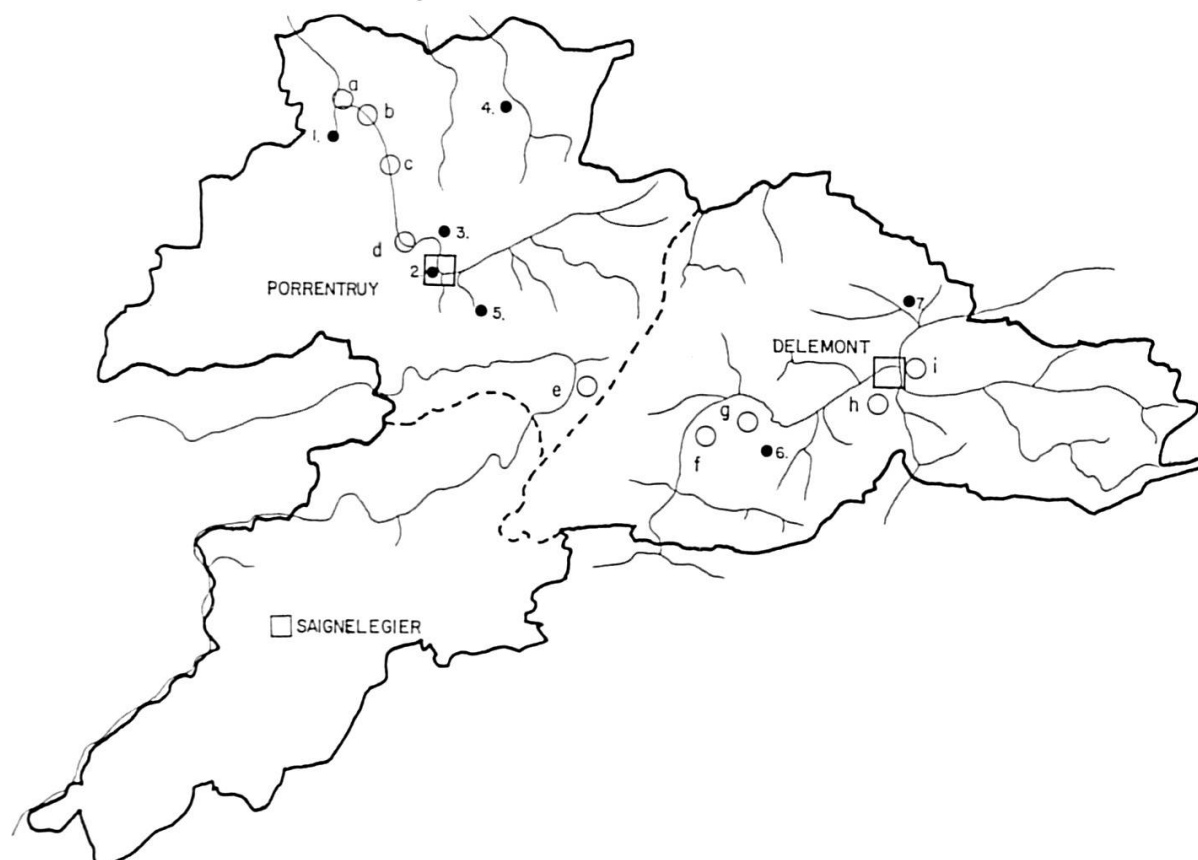 a
b
1.
4.
c
d
3.
2.
PORRENTRUY
5.
7.
DELEMONT
i
e
h
g
f
6.
SAIGNELEGIER